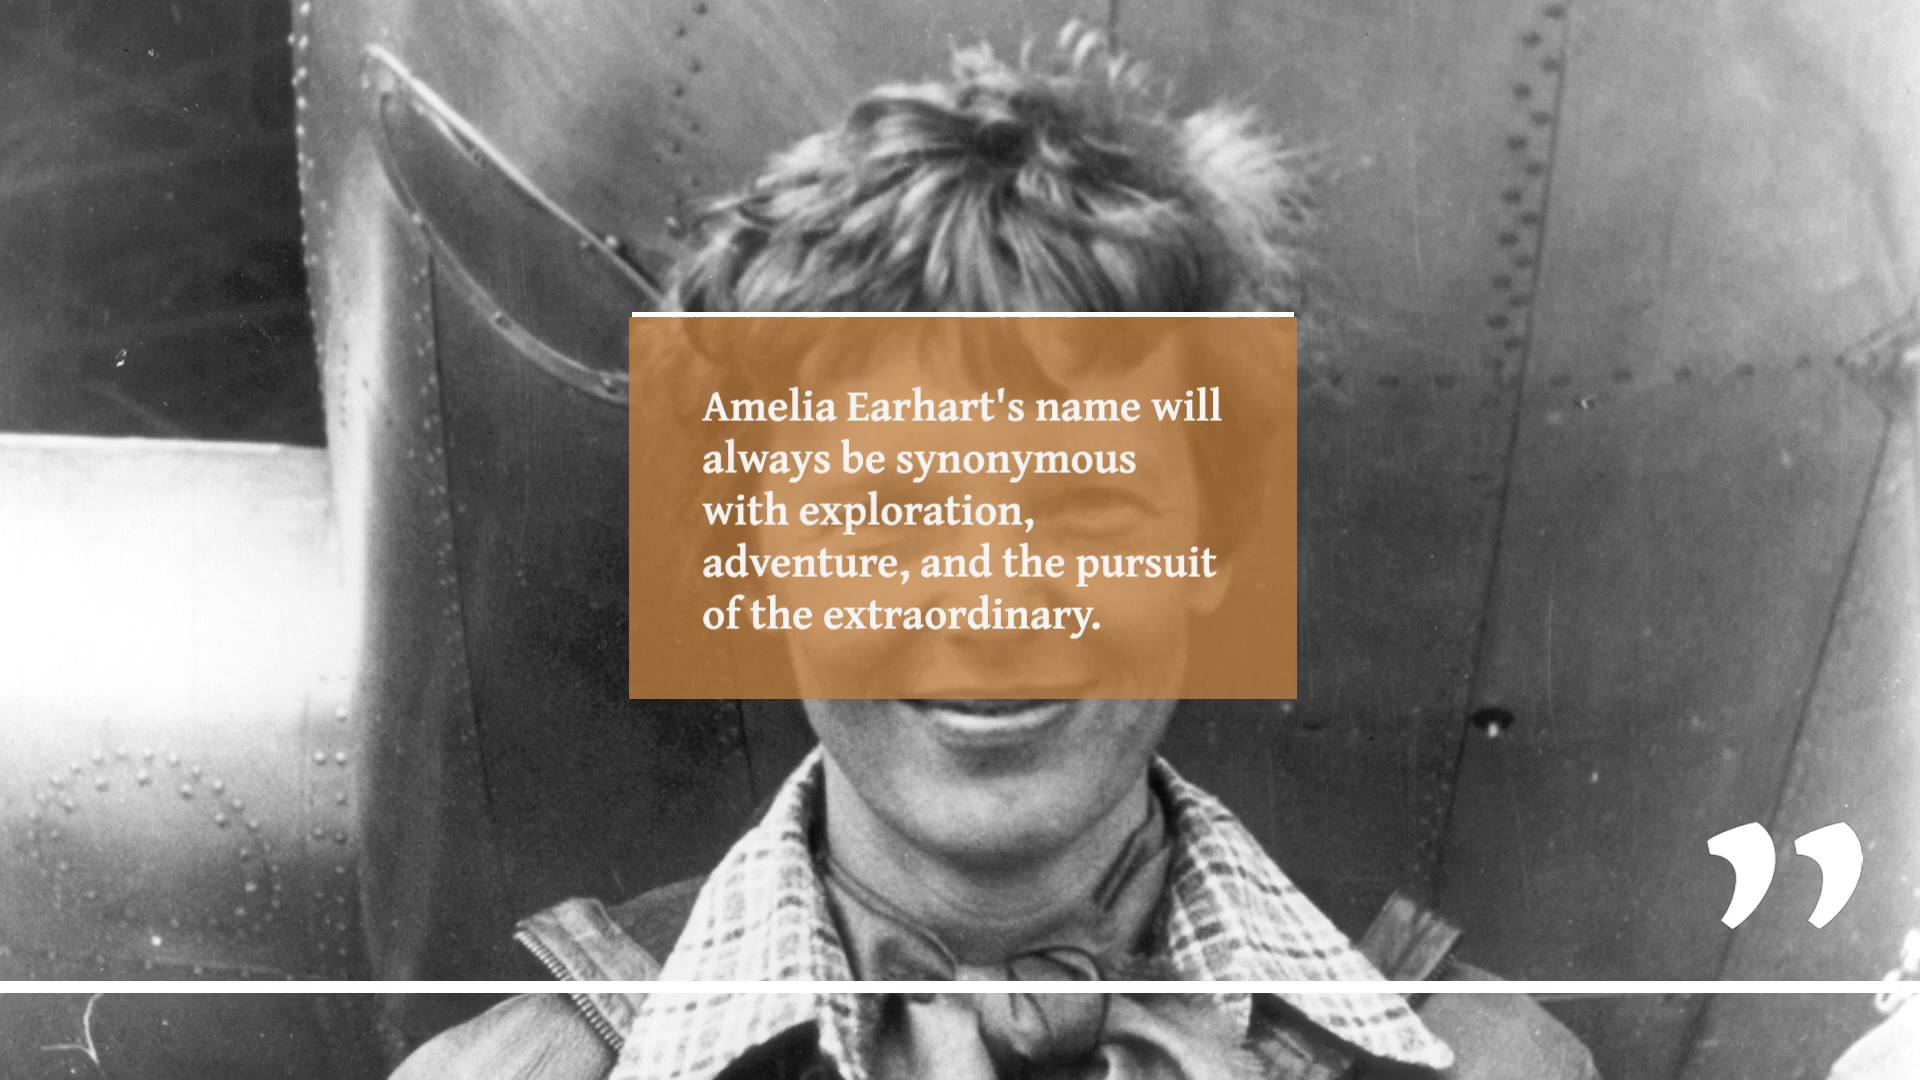 Amelia Earhart's name will
always be synonymous
with exploration,
adventure, and the pursuit
of the extraordinary.
”